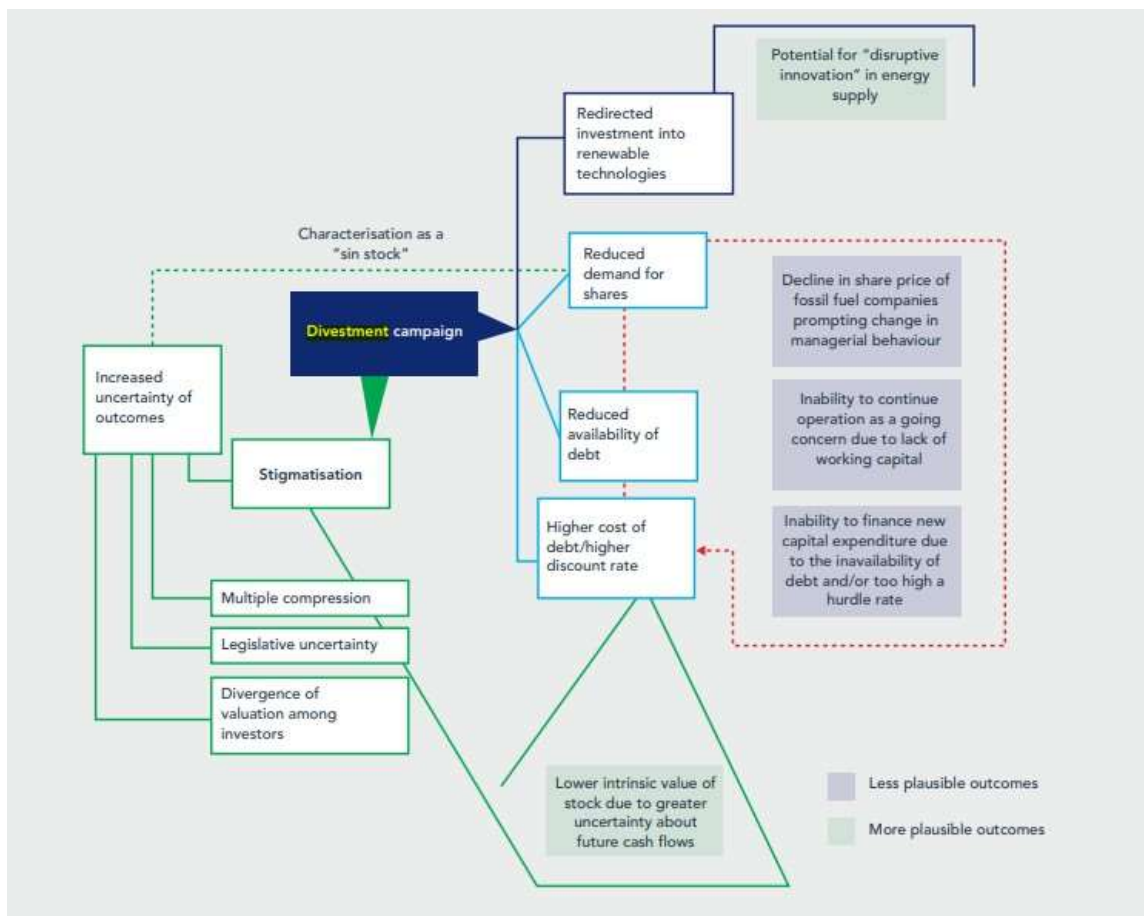 Potential for “disruptive
innovation” in energy
supply
Redirected
investment into
renewable
technologies
Characterisation as a
“sin stock”
Reduced
demand for
shares
Decline in share price of
fossil fuel companies
prompting change in
managerial behaviour
Divestment campaign
Increased
uncertainty of
outcomes
Inability to continue
operation as a going
concern due to lack of
working capital
Reduced
availability of
debt
Stigmatisation
Higher cost of
debt/higher
discount rate
Inability to finance new
capital expenditure due
to the inavailability of
debt and/or too high a
hurdle rate
Multiple compression
Legislative uncertainty
Divergence of
valuation among
investors
Lower intrinsic value of
stock due to greater
uncertainty about
future cash flows
Less plausible outcomes
More plausible outcomes